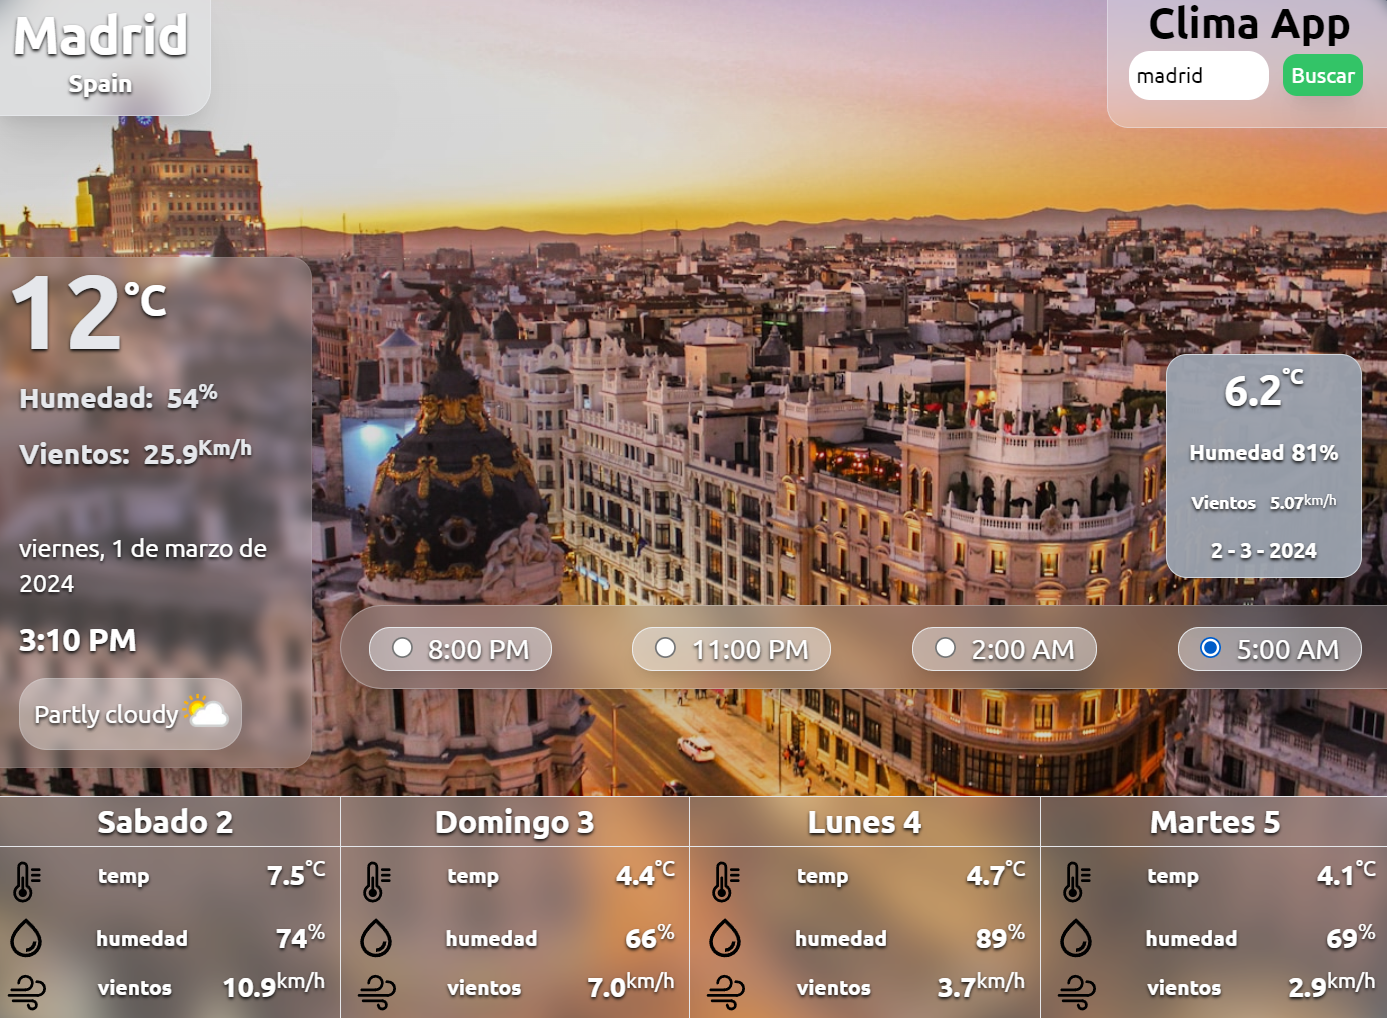 Madrid
Spain
Clima App
madrid
Buscar
12°C
Humedad: 54%
Vientos: 25.9Km/h
viernes, 1 de marzo de
2024
3:10 PM
Partly cloudy
6.2°C
Humedad 81%
Vientos 5.07km/h
2 - 3 - 2024
8:00 PM
11:00 PM
2:00 AM
5:00 AM
Sabado 2
temp 7.5°C
humedad 74%
vientos 10.9km/h
Domingo 3
temp 4.4°C
humedad 66%
vientos 7.0km/h
Lunes 4
temp 4.7°C
humedad 89%
vientos 3.7km/h
Martes 5
temp 4.1°C
humedad 69%
vientos 2.9km/h